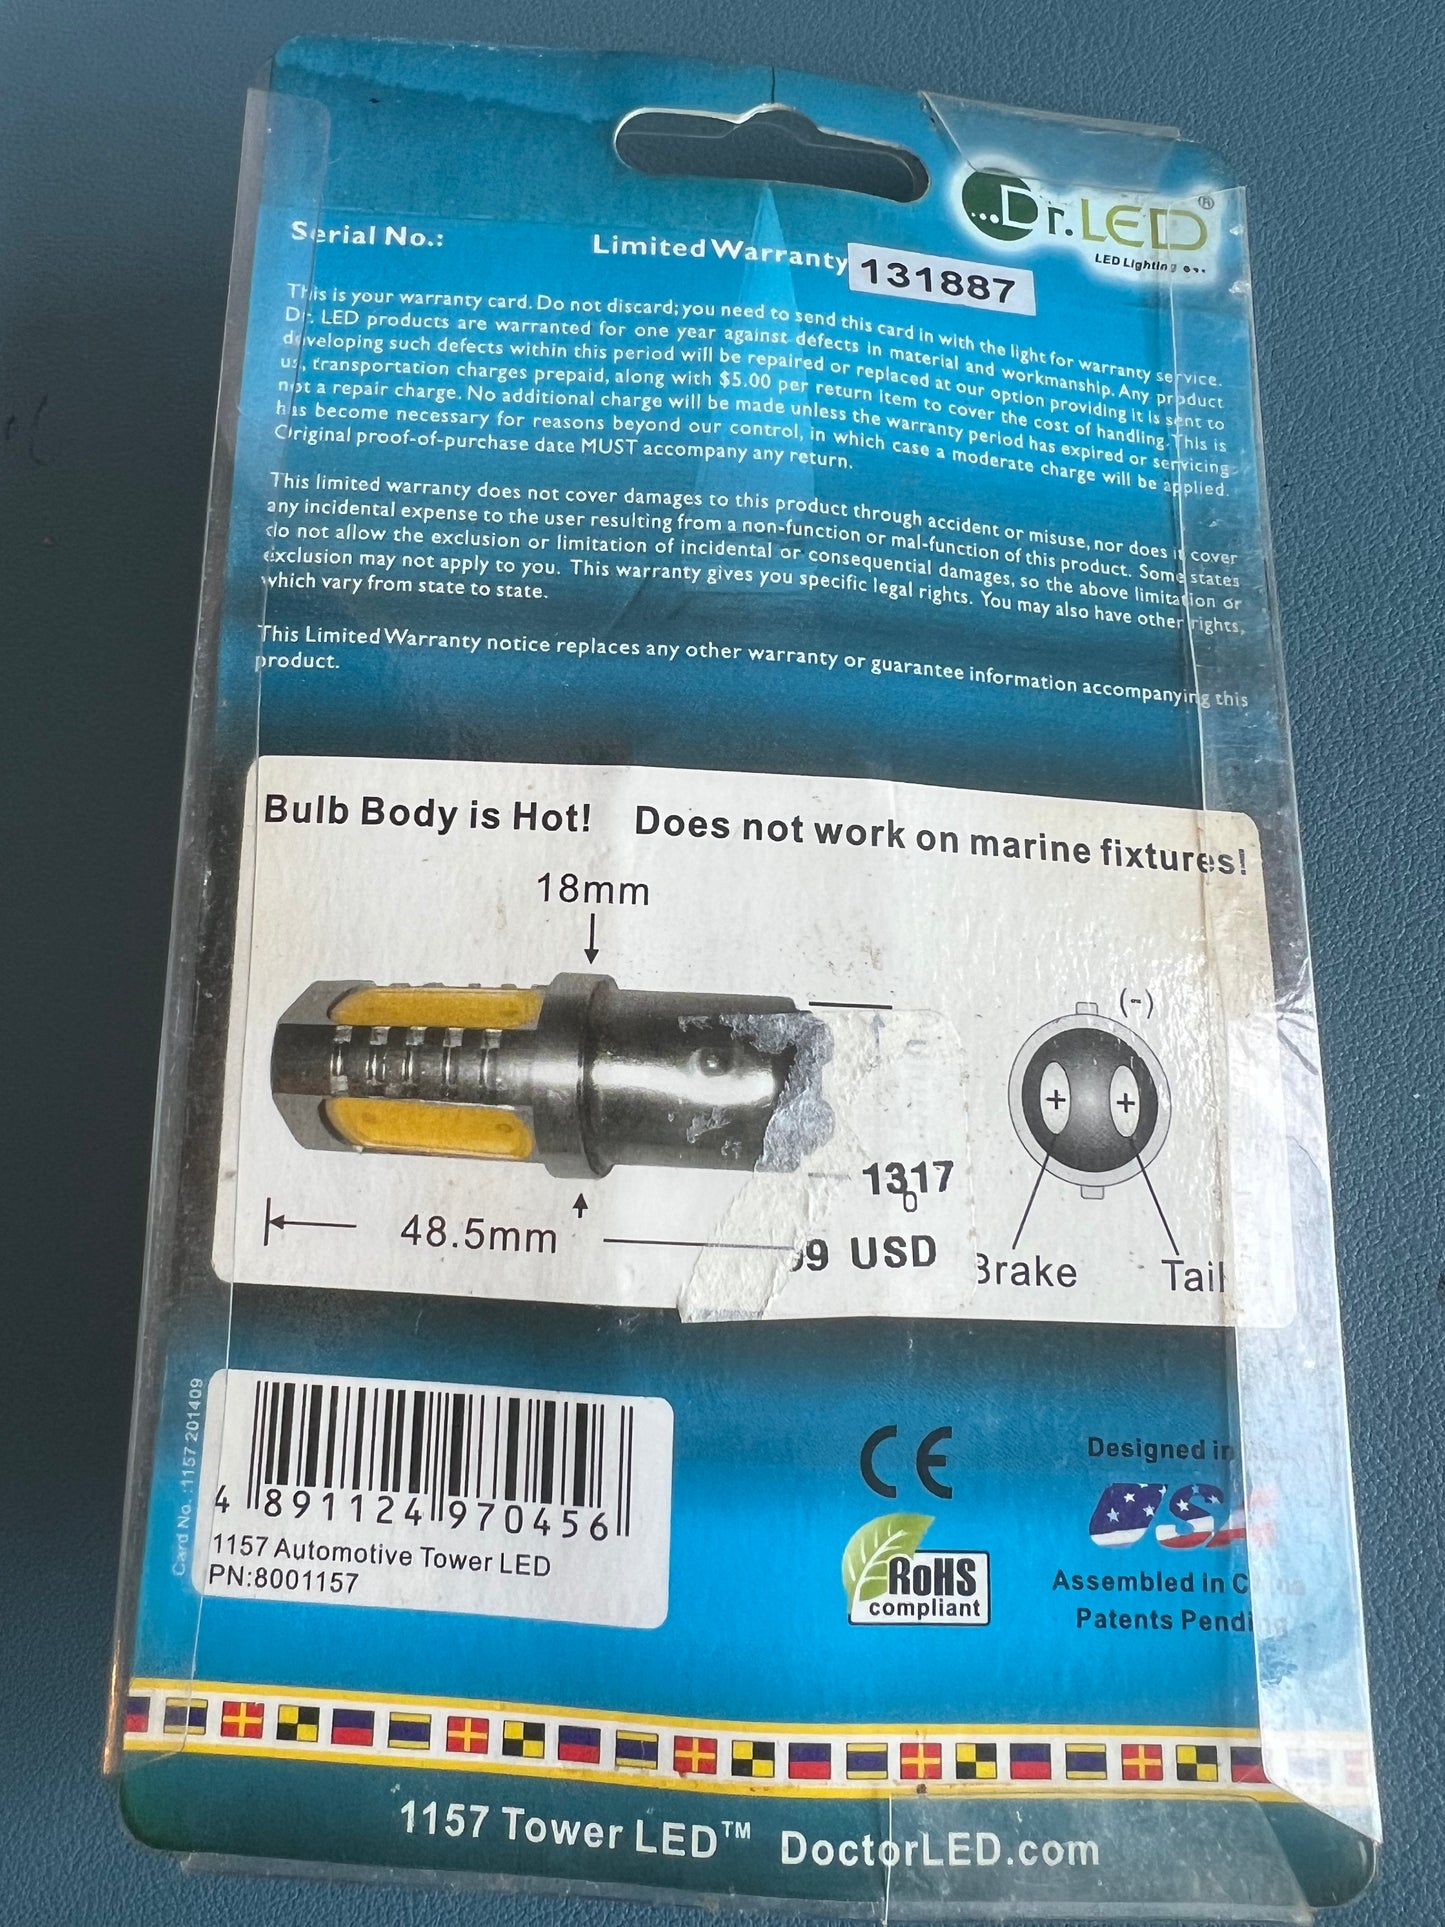 Dr.LED®
LED Lighting
Serial No.:
Limited Warranty
131887
This is your warranty card. Do not discard; you need to send this card in with the light for warranty service.
Dr. LED products are warranted for one year against defects in material and workmanship. Any product
developing such defects within this period will be repaired or replaced at our option providing it is sent to
us, transportation charges prepaid, along with $5.00 per return item to cover the cost of handling. This is
not a repair charge. No additional charge will be made unless the warranty period has expired or servicing
has become necessary for reasons beyond our control, in which case a moderate charge will be applied.
Original proof-of-purchase date MUST accompany any return.
This limited warranty does not cover damages to this product through accident or misuse, nor does it cover
any incidental expense to the user resulting from a non-function or mal-function of this product. Some states
do not allow the exclusion or limitation of incidental or consequential damages, so the above limitation or
exclusion may not apply to you. This warranty gives you specific legal rights. You may also have other rights,
which vary from state to state.
This Limited Warranty notice replaces any other warranty or guarantee information accompanying this
product.
Bulb Body is Hot! Does not work on marine fixtures!
18mm
(-)
+ +
1317
48.5mm
9 USD
Brake
Tail
Card No. :1157 201409
4 891124 970456
1157 Automotive Tower LED
PN:8001157
CE
RoHS
compliant
Designed in
USA
Assembled in China
Patents Pending
1157 Tower LED™ DoctorLED.com